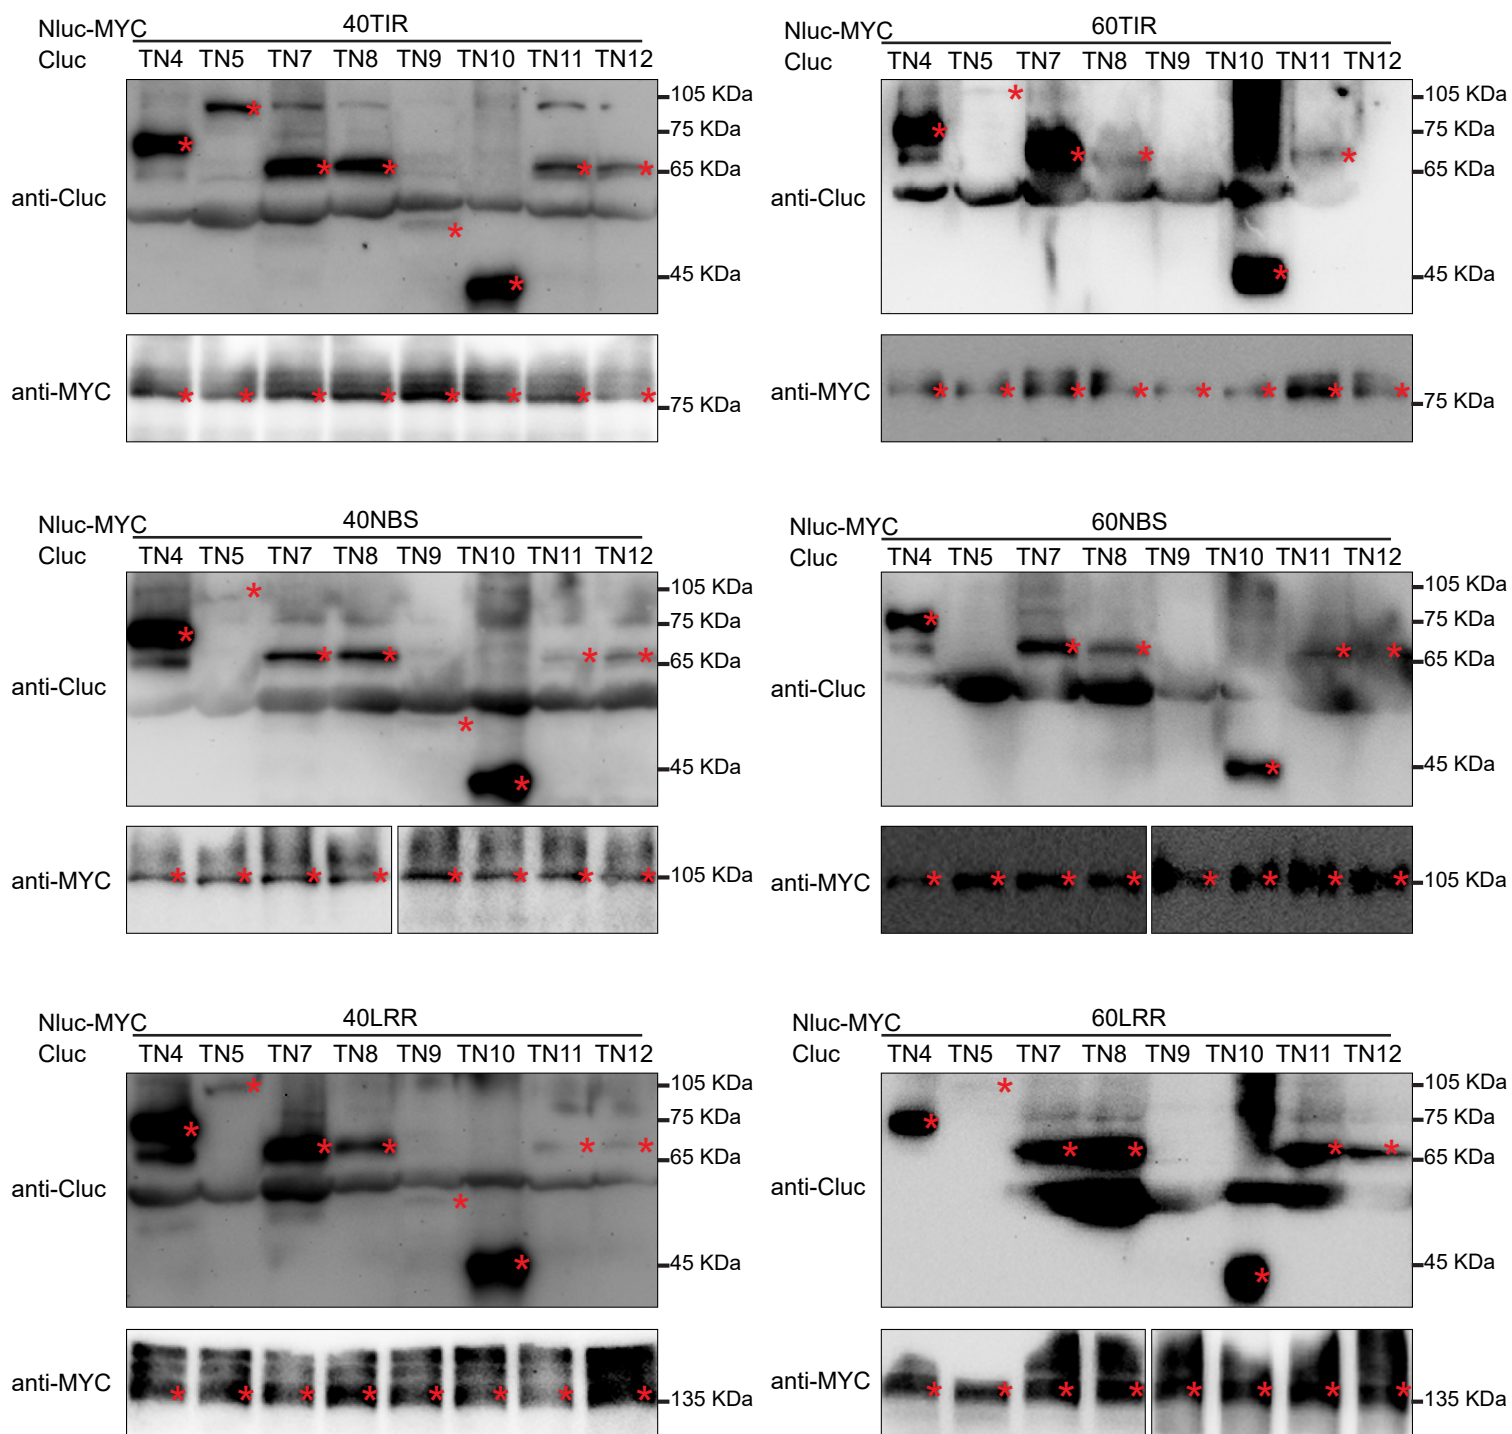 Nluc-MYC 40TIR
Cluc TN4 TN5 TN7 TN8 TN9 TN10 TN11 TN12
105 KDa
75 KDa
65 KDa
anti-Cluc
45 KDa
anti-MYC
75 KDa
Nluc-MYC 60TIR
Cluc TN4 TN5 TN7 TN8 TN9 TN10 TN11 TN12
105 KDa
75 KDa
65 KDa
anti-Cluc
45 KDa
anti-MYC
75 KDa
Nluc-MYC 40NBS
Cluc TN4 TN5 TN7 TN8 TN9 TN10 TN11 TN12
105 KDa
75 KDa
65 KDa
anti-Cluc
45 KDa
anti-MYC
105 KDa
Nluc-MYC 60NBS
Cluc TN4 TN5 TN7 TN8 TN9 TN10 TN11 TN12
105 KDa
75 KDa
65 KDa
anti-Cluc
45 KDa
anti-MYC
105 KDa
Nluc-MYC 40LRR
Cluc TN4 TN5 TN7 TN8 TN9 TN10 TN11 TN12
105 KDa
75 KDa
65 KDa
anti-Cluc
45 KDa
anti-MYC
135 KDa
Nluc-MYC 60LRR
Cluc TN4 TN5 TN7 TN8 TN9 TN10 TN11 TN12
105 KDa
75 KDa
65 KDa
anti-Cluc
45 KDa
anti-MYC
135 KDa